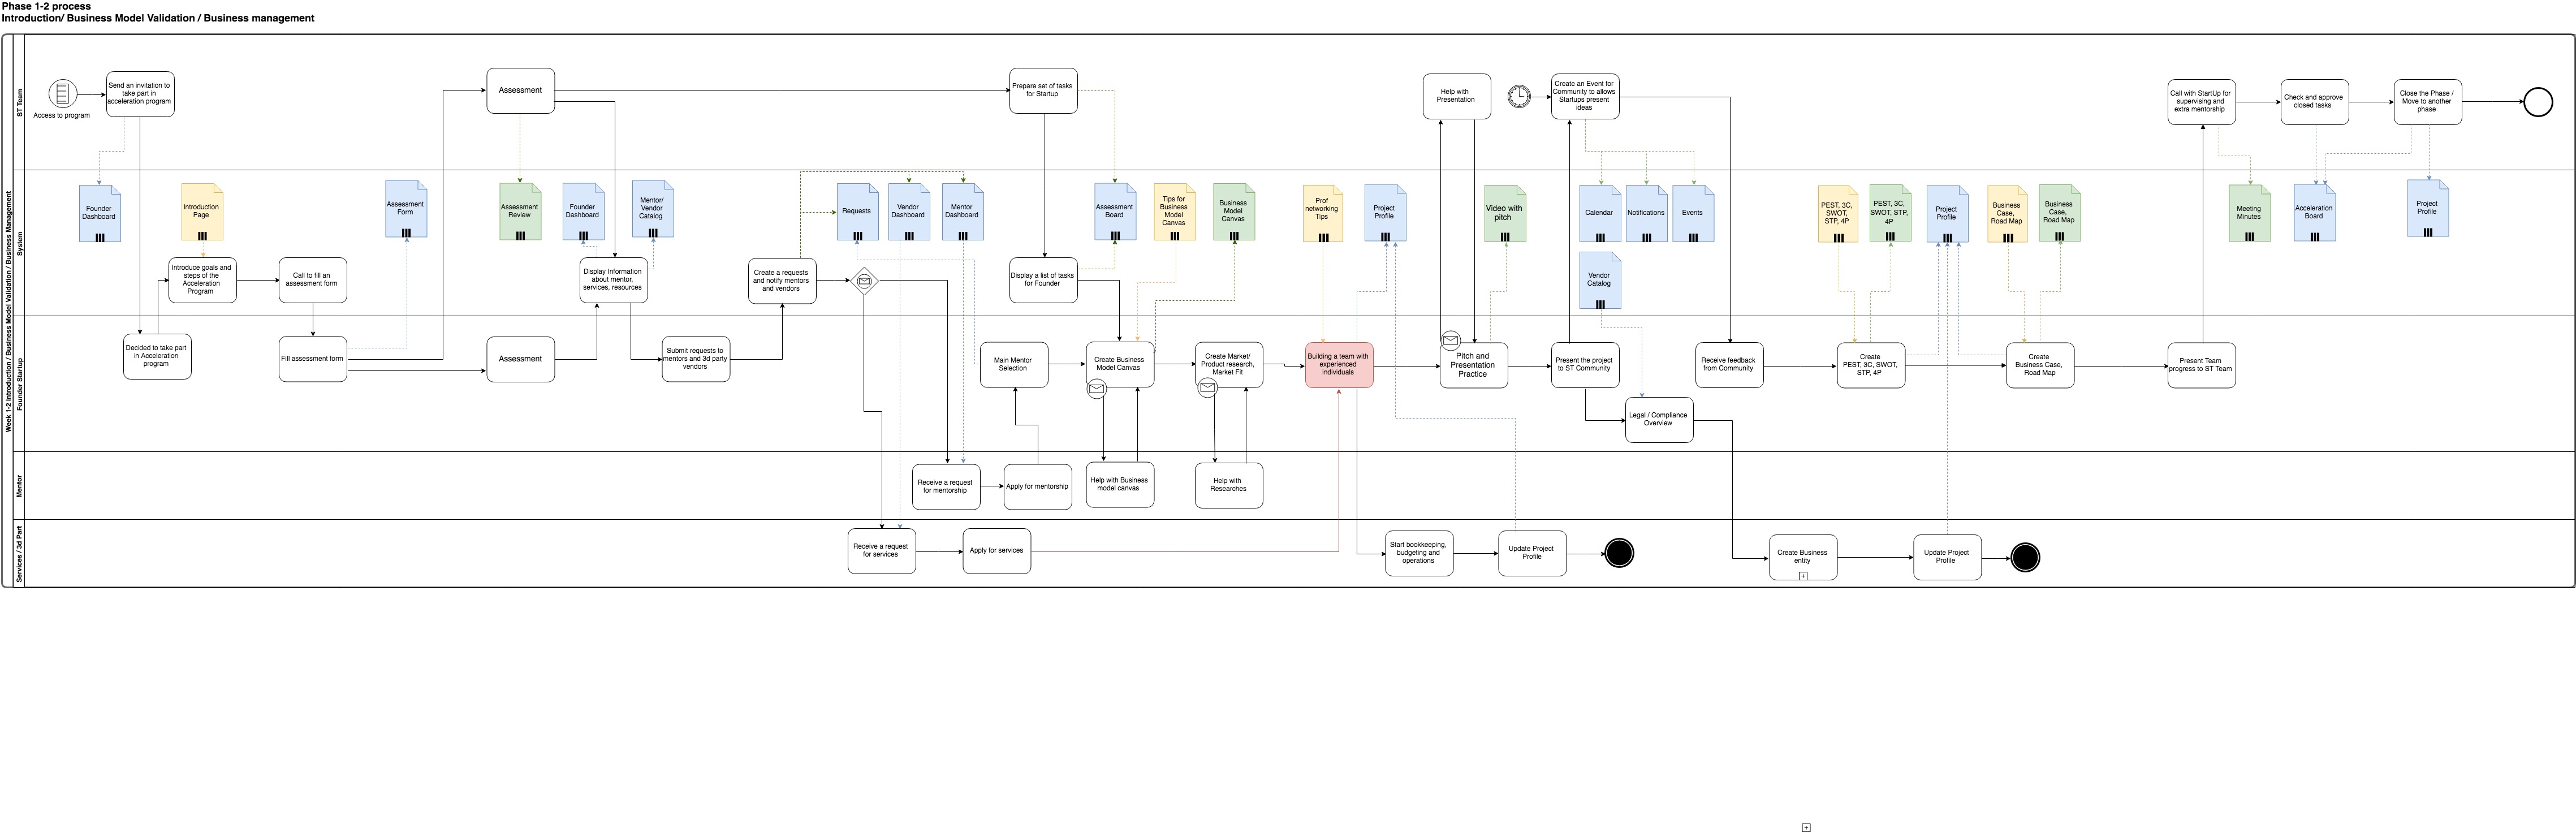 Phase 1-2 process
Introduction/ Business Model Validation / Business management
Week 1-2 Introduction / Business Model Validation / Business Management
ST Team
Access to program
Send an invitation to
take part in
acceleration program
Assessment
Prepare set of tasks
for Startup
Help with
Presentation
Create an Event for
Community to allows
Startups present
ideas
Call with StartUp for
supervising and
extra mentorship
Check and approve
closed tasks
Close the Phase /
Move to another
phase
System
Founder
Dashboard
Introduction
Page
Assessment
Form
Assessment
Review
Founder
Dashboard
Mentor/
Vendor
Catalog
Requests
Vendor
Dashboard
Mentor
Dashboard
Assessment
Board
Tips for
Business
Model
Canvas
Business
Model
Canvas
Prof
networking
Tips
Project
Profile
Video with
pitch
Calendar
Notifications
Events
Vendor
Catalog
PEST, 3C,
SWOT,
STP, 4P
PEST, 3C,
SWOT, STP,
4P
Project
Profile
Business
Case,
Road Map
Business
Case,
Road Map
Meeting
Minutes
Acceleration
Board
Project
Profile
Introduce goals and
steps of the
Acceleration
Program
Call to fill an
assessment form
Display Information
about mentor,
services, resources
Create a requests
and notify mentors
and vendors
Display a list of tasks
for Founder
Founder Startup
Decided to take part
in Acceleration
program
Fill assessment form
Assessment
Submit requests to
mentors and 3d party
vendors
Main Mentor
Selection
Create Business
Model Canvas
Create Market/
Product research,
Market Fit
Building a team with
experienced
individuals
Pitch and
Presentation
Practice
Present the project
to ST Community
Legal / Compliance
Overview
Receive feedback
from Community
Create
PEST, 3C, SWOT,
STP, 4P
Create
Business Case,
Road Map
Present Team
progress to ST Team
Mentor
Receive a request
for mentorship
Apply for mentorship
Help with Business
model canvas
Help with
Researches
Services / 3d Part
Receive a request
for services
Apply for services
Start bookkeeping,
budgeting and
operations
Update Project
Profile
Create Business
entity
Update Project
Profile